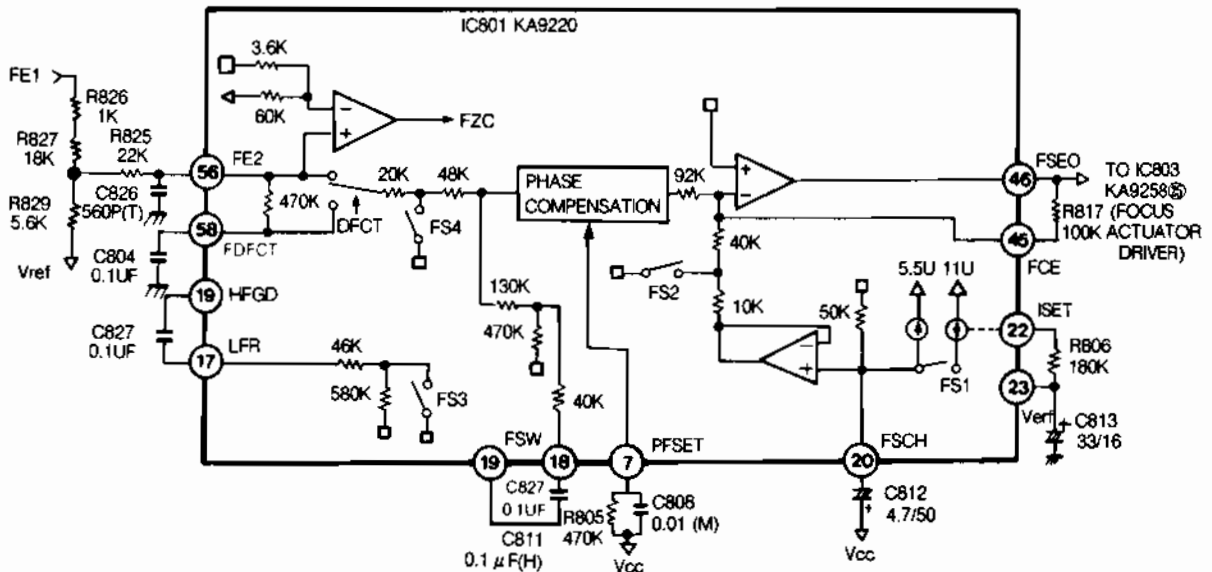 IC801 KA9220
3.6K
FE1
R826
1K
60K
FZC
R827
18K
R825
22K
56
FE2
20K
48K
PHASE
COMPENSATION
92K
46
FSEO
TO IC803
KA9258⑤
(FOCUS
ACTUATOR
DRIVER)
R817
100K
C826
560P(T)
470K
DFCT
FS4
R829
5.6K
58
FDFCT
Vref
C804
0.1UF
40K
45
FCE
5.5U
11U
19
HFGD
130K
FS2
ISET
10K
50K
22
C827
0.1UF
470K
R806
180K
17
LFR
46K
FS1
23
580K
FS3
40K
Verf
C813
33/16
FSW
PFSET
FSCH
19
18
7
20
C827
0.1UF
R805
470K
C808
0.01 (M)
C812
4.7/50
C811
0.1 µF(H)
Vcc
Vcc